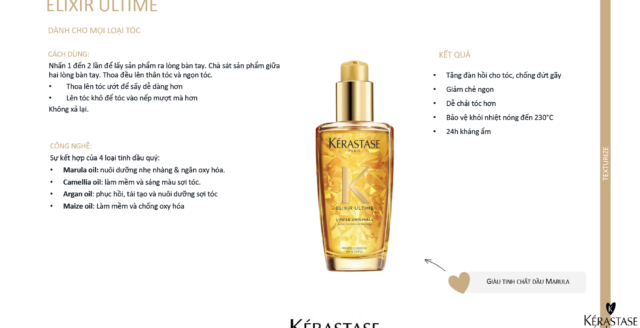 ELIXIR ULTIME
DÀNH CHO MỌI LOẠI TÓC
CÁCH DÙNG:
Nhấn 1 đến 2 lần để lấy sản phẩm ra lòng bàn tay. Chà sát sản phẩm giữa
hai lòng bàn tay. Thoa đều lên thân tóc và ngọn tóc.
• Thoa lên tóc ướt để sấy dễ dàng hơn
• Lên tóc khô để tóc vào nếp mượt mà hơn
Không xả lại.
CÔNG NGHỆ:
Sự kết hợp của 4 loại tinh dầu quý:
• Marula oil: nuôi dưỡng nhẹ nhàng & ngăn oxy hóa.
• Camellia oil: làm mềm và sáng màu sợi tóc.
• Argan oil: phục hồi, tái tạo và nuôi dưỡng sợi tóc
• Maize oil: Làm mềm và chống oxy hóa
KÉRASTASE
PARIS
K
ELIXIR ULTIME
KẾT QUẢ
• Tăng đàn hồi cho tóc, chống đứt gãy
• Giảm chẻ ngọn
• Dễ chải tóc hơn
• Bảo vệ khỏi nhiệt nóng đến 230°C
• 24h kháng ẩm
TEXTURIZE
GIÀU TINH CHẤT DẦU MARULA
KÉRASTASE
KÉRASTASE